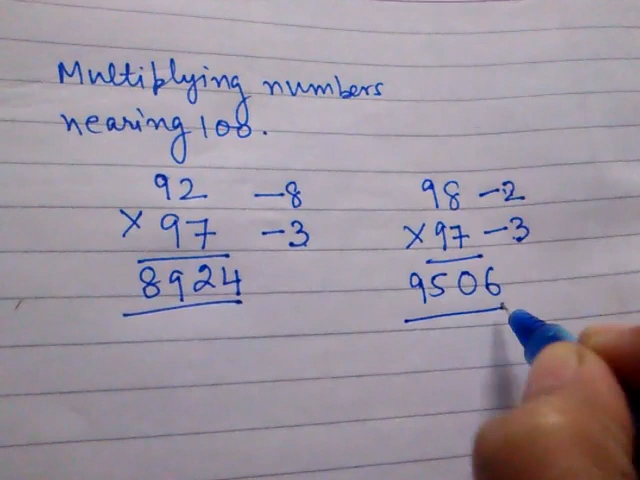 Multiplying numbers
nearing 100.
92 -8
× 97 -3
8924
98 -2
× 97 -3
9506